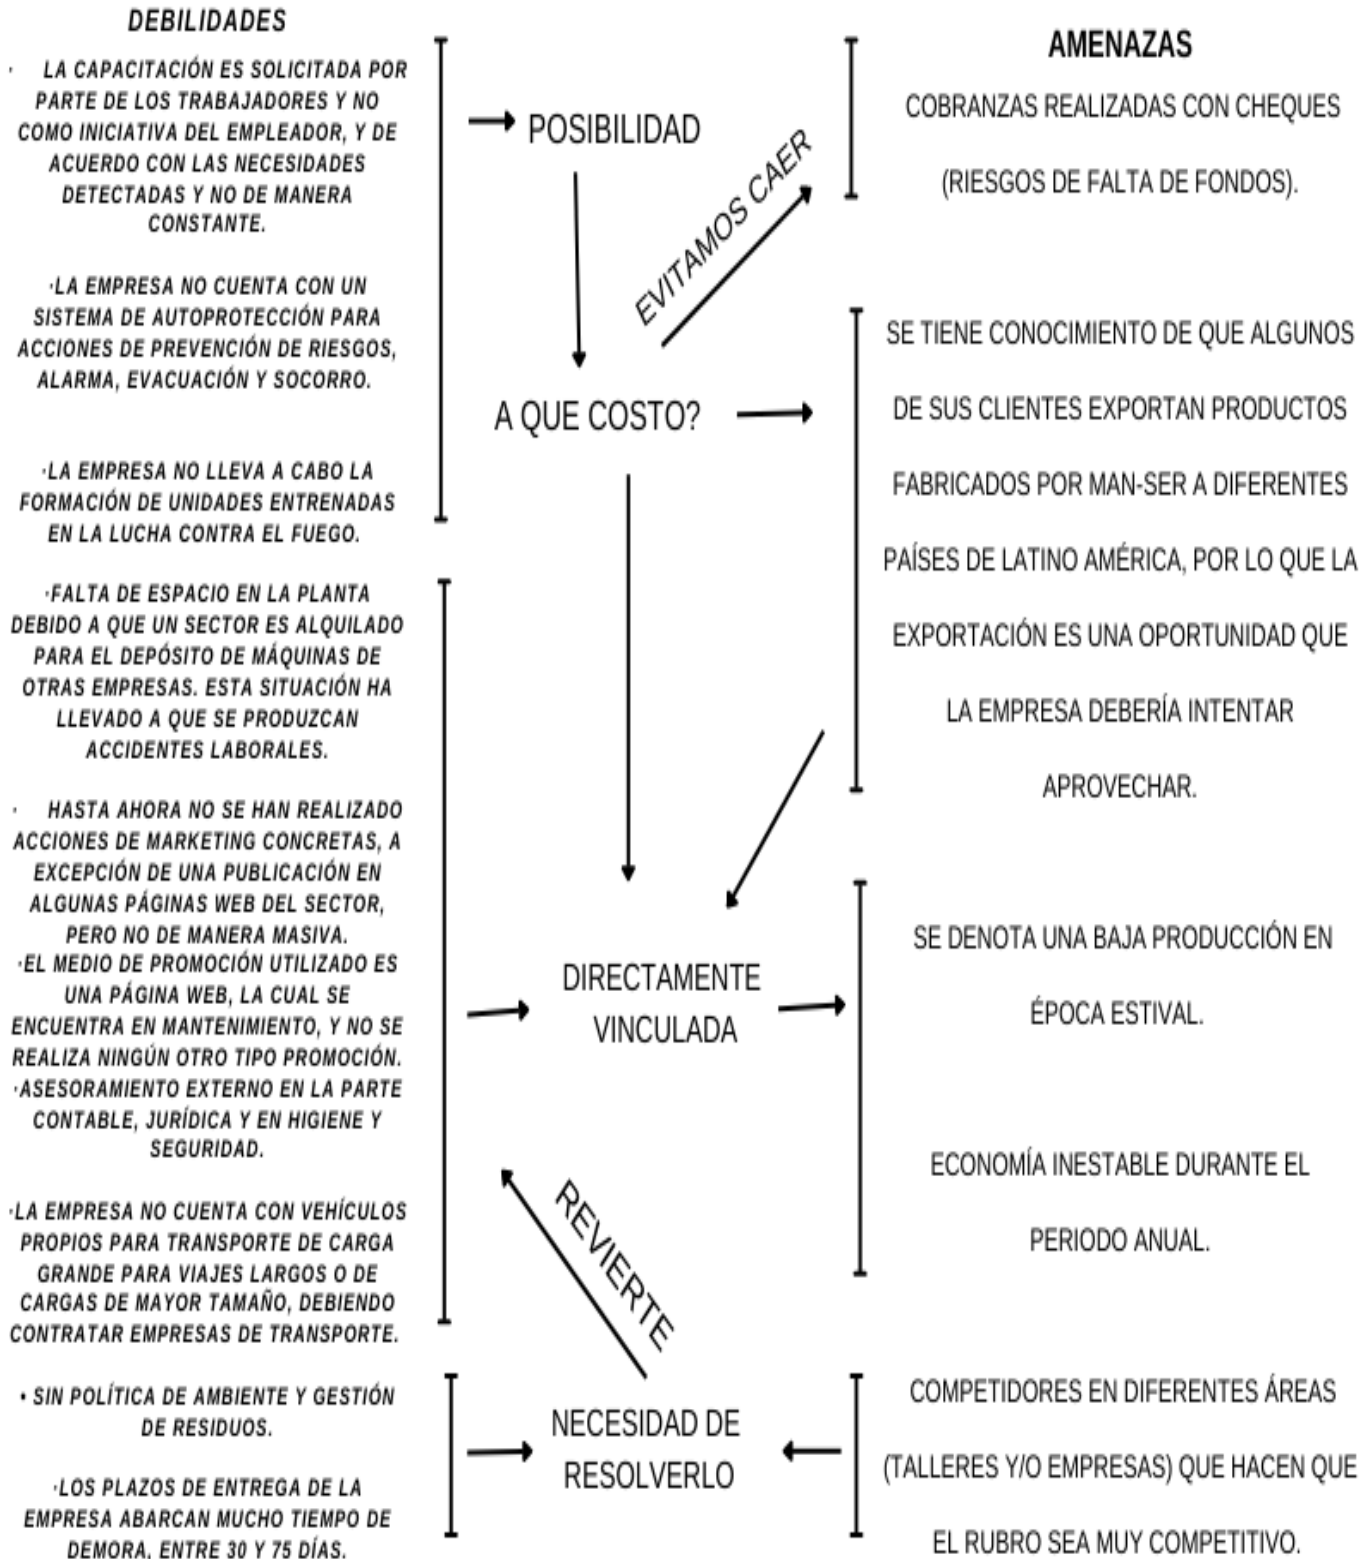 DEBILIDADES
· LA CAPACITACIÓN ES SOLICITADA POR
PARTE DE LOS TRABAJADORES Y NO
COMO INICIATIVA DEL EMPLEADOR, Y DE
ACUERDO CON LAS NECESIDADES
DETECTADAS Y NO DE MANERA
CONSTANTE.
·LA EMPRESA NO CUENTA CON UN
SISTEMA DE AUTOPROTECCIÓN PARA
ACCIONES DE PREVENCIÓN DE RIESGOS,
ALARMA, EVACUACIÓN Y SOCORRO.
·LA EMPRESA NO LLEVA A CABO LA
FORMACIÓN DE UNIDADES ENTRENADAS
EN LA LUCHA CONTRA EL FUEGO.
·FALTA DE ESPACIO EN LA PLANTA
DEBIDO A QUE UN SECTOR ES ALQUILADO
PARA EL DEPÓSITO DE MÁQUINAS DE
OTRAS EMPRESAS. ESTA SITUACIÓN HA
LLEVADO A QUE SE PRODUZCAN
ACCIDENTES LABORALES.
· HASTA AHORA NO SE HAN REALIZADO
ACCIONES DE MARKETING CONCRETAS, A
EXCEPCIÓN DE UNA PUBLICACIÓN EN
ALGUNAS PÁGINAS WEB DEL SECTOR,
PERO NO DE MANERA MASIVA.
·EL MEDIO DE PROMOCIÓN UTILIZADO ES
UNA PÁGINA WEB, LA CUAL SE
ENCUENTRA EN MANTENIMIENTO, Y NO SE
REALIZA NINGÚN OTRO TIPO PROMOCIÓN.
·ASESORAMIENTO EXTERNO EN LA PARTE
CONTABLE, JURÍDICA Y EN HIGIENE Y
SEGURIDAD.
·LA EMPRESA NO CUENTA CON VEHÍCULOS
PROPIOS PARA TRANSPORTE DE CARGA
GRANDE PARA VIAJES LARGOS O DE
CARGAS DE MAYOR TAMAÑO, DEBIENDO
CONTRATAR EMPRESAS DE TRANSPORTE.
• SIN POLÍTICA DE AMBIENTE Y GESTIÓN
DE RESIDUOS.
·LOS PLAZOS DE ENTREGA DE LA
EMPRESA ABARCAN MUCHO TIEMPO DE
DEMORA, ENTRE 30 Y 75 DÍAS.
POSIBILIDAD
EVITAMOS CAER
A QUE COSTO?
DIRECTAMENTE
VINCULADA
REVIERTE
NECESIDAD DE
RESOLVERLO
AMENAZAS
COBRANZAS REALIZADAS CON CHEQUES
(RIESGOS DE FALTA DE FONDOS).
SE TIENE CONOCIMIENTO DE QUE ALGUNOS
DE SUS CLIENTES EXPORTAN PRODUCTOS
FABRICADOS POR MAN-SER A DIFERENTES
PAÍSES DE LATINO AMÉRICA, POR LO QUE LA
EXPORTACIÓN ES UNA OPORTUNIDAD QUE
LA EMPRESA DEBERÍA INTENTAR
APROVECHAR.
SE DENOTA UNA BAJA PRODUCCIÓN EN
ÉPOCA ESTIVAL.
ECONOMÍA INESTABLE DURANTE EL
PERIODO ANUAL.
COMPETIDORES EN DIFERENTES ÁREAS
(TALLERES Y/O EMPRESAS) QUE HACEN QUE
EL RUBRO SEA MUY COMPETITIVO.